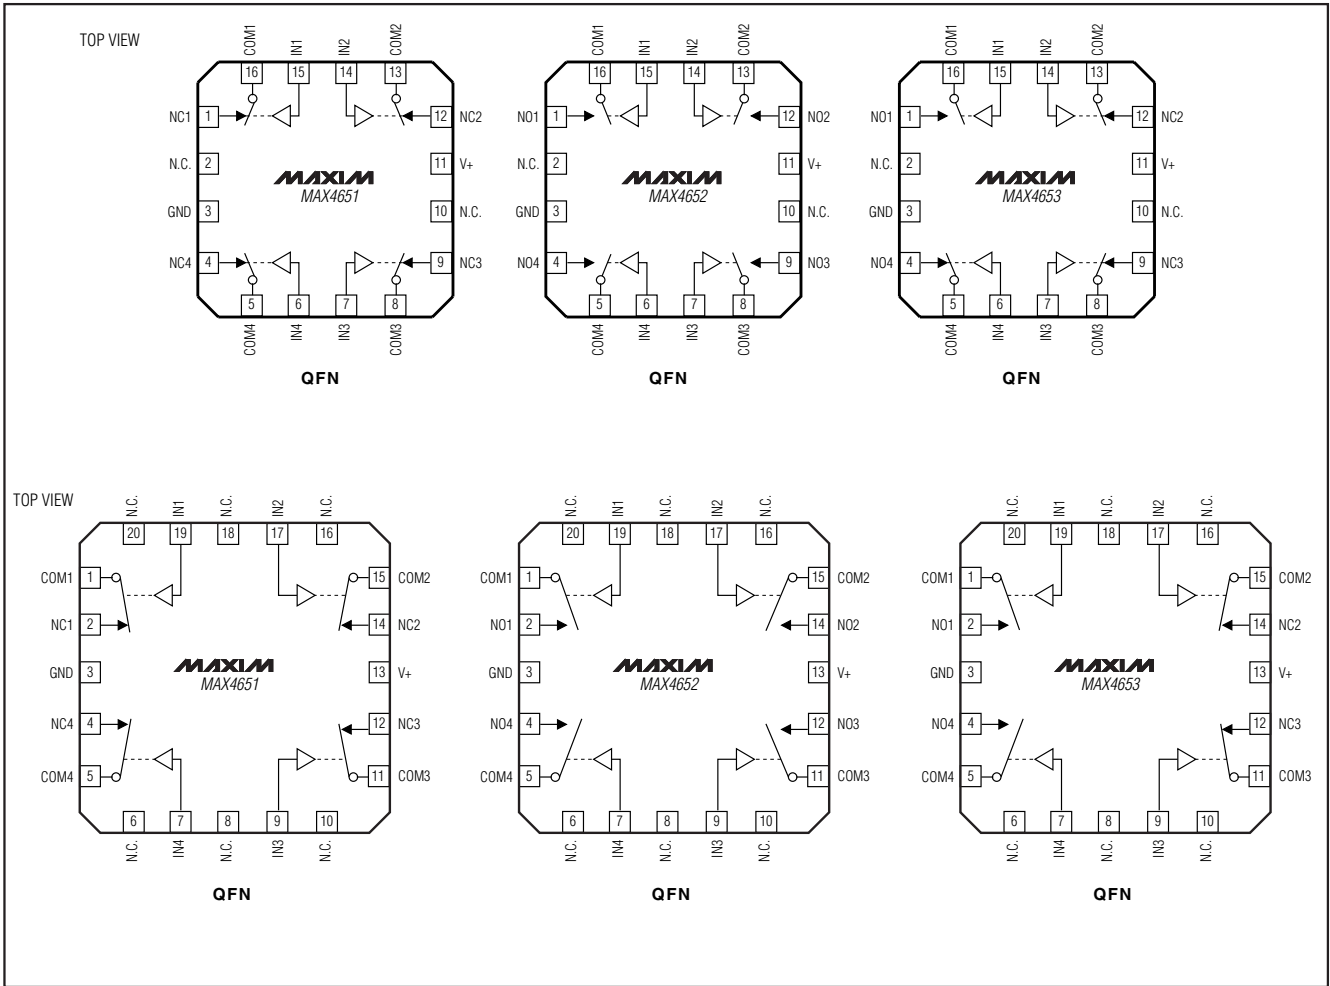 TOP VIEW
COM1 IN1 IN2 COM2
16 15 14 13
NC1 1 12 NC2
N.C. 2 11 V+
MAXIM
MAX4651
GND 3 10 N.C.
NC4 4 9 NC3
5 6 7 8
COM4 IN4 IN3 COM3
QFN
COM1 IN1 IN2 COM2
16 15 14 13
NO1 1 12 NO2
N.C. 2 11 V+
MAXIM
MAX4652
GND 3 10 N.C.
NO4 4 9 NO3
5 6 7 8
COM4 IN4 IN3 COM3
QFN
COM1 IN1 IN2 COM2
16 15 14 13
NO1 1 12 NC2
N.C. 2 11 V+
MAXIM
MAX4653
GND 3 10 N.C.
NO4 4 9 NC3
5 6 7 8
COM4 IN4 IN3 COM3
QFN
TOP VIEW
N.C. IN1 N.C. IN2 N.C.
20 19 18 17 16
COM1 1 15 COM2
NC1 2 14 NC2
MAXIM
GND 3 13 V+
MAX4651
NC4 4 12 NC3
COM4 5 11 COM3
6 7 8 9 10
N.C. IN4 N.C. IN3 N.C.
QFN
N.C. IN1 N.C. IN2 N.C.
20 19 18 17 16
COM1 1 15 COM2
NO1 2 14 NO2
MAXIM
GND 3 13 V+
MAX4652
NO4 4 12 NO3
COM4 5 11 COM3
6 7 8 9 10
N.C. IN4 N.C. IN3 N.C.
QFN
N.C. IN1 N.C. IN2 N.C.
20 19 18 17 16
COM1 1 15 COM2
NO1 2 14 NC2
MAXIM
GND 3 13 V+
MAX4653
NO4 4 12 NC3
COM4 5 11 COM3
6 7 8 9 10
N.C. IN4 N.C. IN3 N.C.
QFN